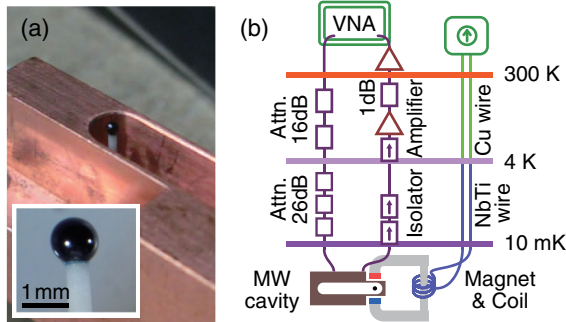 (a)
1 mm
(b)
VNA
300 K
Attn.
16dB
1dB
Amplifier
Cu wire
4 K
Attn.
26dB
Isolator
NbTi
wire
10 mK
MW
cavity
Magnet
& Coil